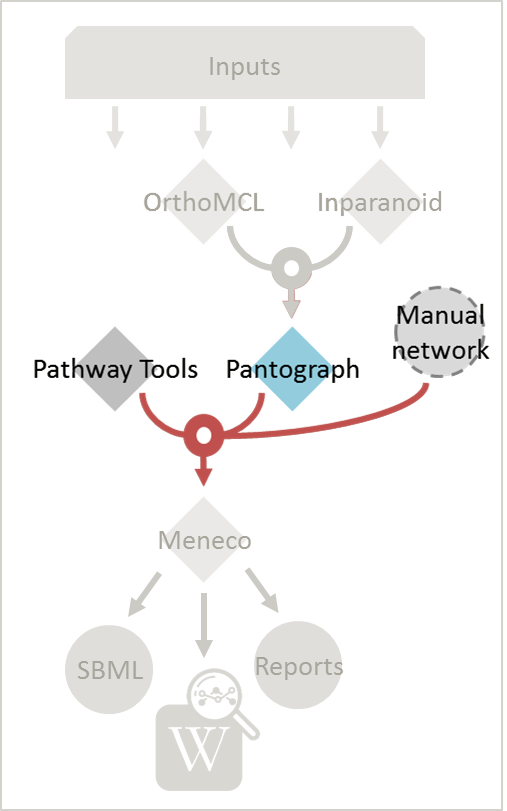 Inputs
OrthoMCL
Inparanoid
Manual
network
Pathway Tools
Pantograph
Meneco
SBML
Reports
W